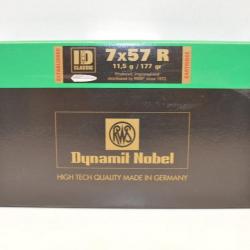 ID
CLASSIC
7x57 R
11,5 g / 177 gr
RWS
Dynamit Nobel
HIGH TECH QUALITY MADE IN GERMANY